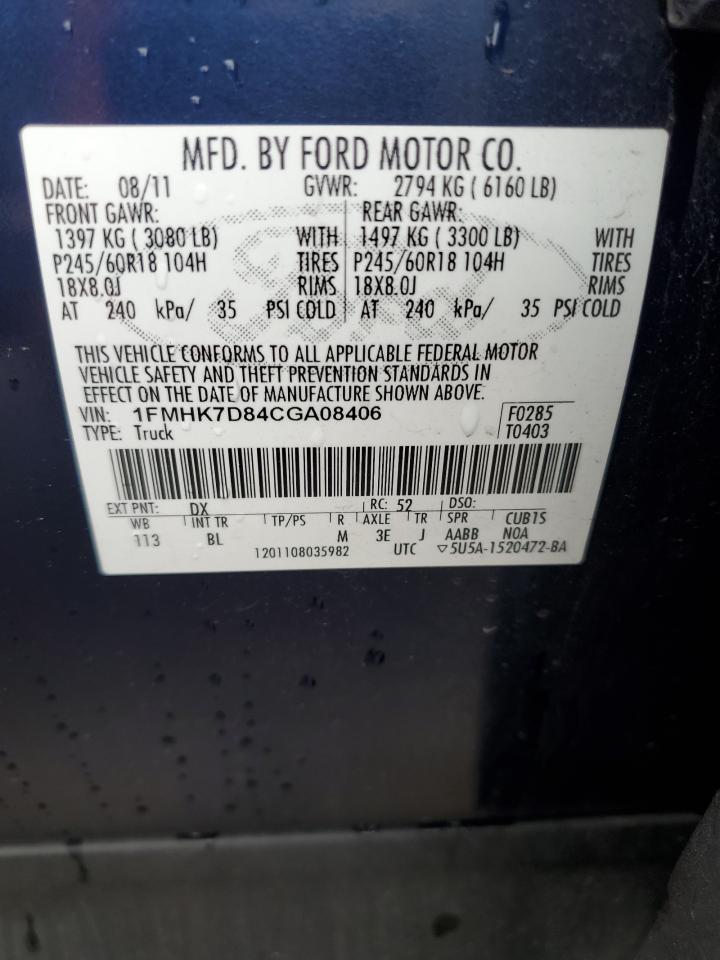 MFD. BY FORD MOTOR CO.
DATE: 08/11 GVWR: 2794 KG ( 6160 LB)
FRONT GAWR: REAR GAWR:
1397 KG ( 3080 LB) WITH 1497 KG ( 3300 LB) WITH
P245/60R18 104H TIRES P245/60R18 104H TIRES
18X8.0J RIMS 18X8.0J RIMS
AT 240 kPa/ 35 PSI COLD AT 240 kPa/ 35 PSI COLD
THIS VEHICLE CONFORMS TO ALL APPLICABLE FEDERAL MOTOR
VEHICLE SAFETY AND THEFT PREVENTION STANDARDS IN
EFFECT ON THE DATE OF MANUFACTURE SHOWN ABOVE.
VIN: 1FMHK7D84CGA08406 F0285
TYPE: Truck T0403
EXT PNT: DX RC: 52 DSO:
WB INT TR TP/PS R AXLE TR SPR CUBTS
113 BL M 3E J AABB N0A
1201108035982 UTC ▽5U5A-1520472-BA
Ford